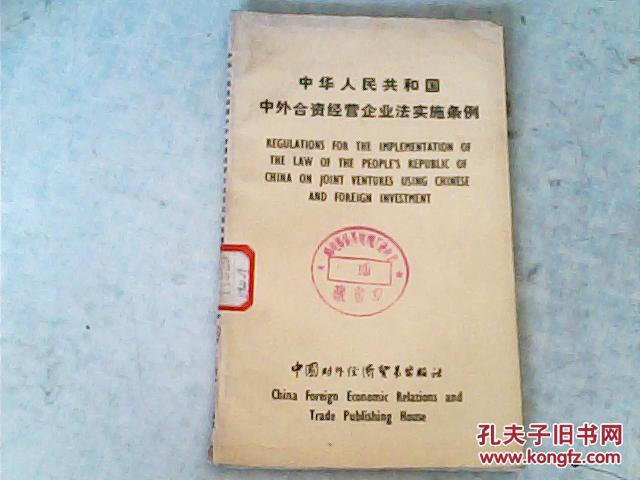 中华人民共和国
中外合资经营企业法实施条例
REGULATIONS FOR THE IMPLEMENTATION OF
THE LAW OF THE PEOPLE'S REPUBLIC OF
CHINA ON JOINT VENTURES USING CHINESE
AND FOREIGN INVESTMENT
中国对外经济贸易出版社
China Foreign Economic Relations and
Trade Publishing House
孔夫子旧书网
www.kongfz.com